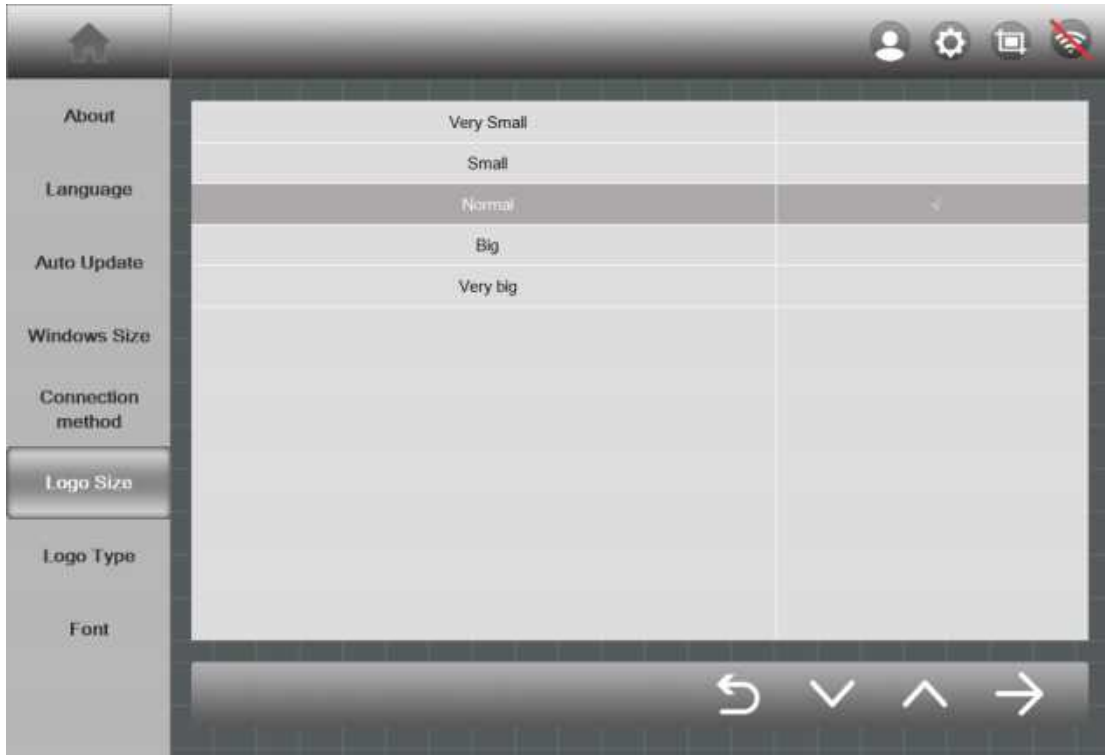 About
Language
Auto Update
Windows Size
Connection
method
Logo Size
Logo Type
Font
Very Small
Small
Normal √
Big
Very big